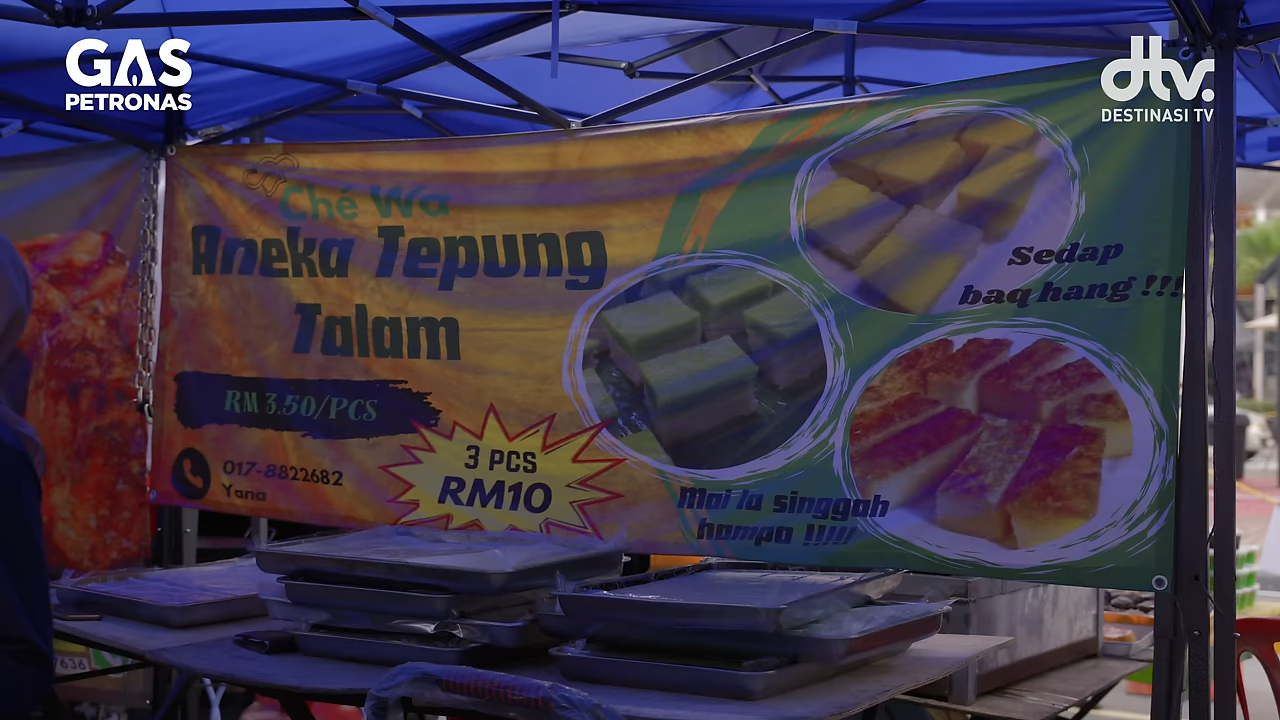 GAS
PETRONAS
dtv.
DESTINASI TV
Ché Wa
Aneka Tepung
Talam
RM 3.50/PCS
017-8822682
Yana
3 PCS
RM10
Sedap
baq hang !!!
Mai la singgah
hampa !!!!!
7636